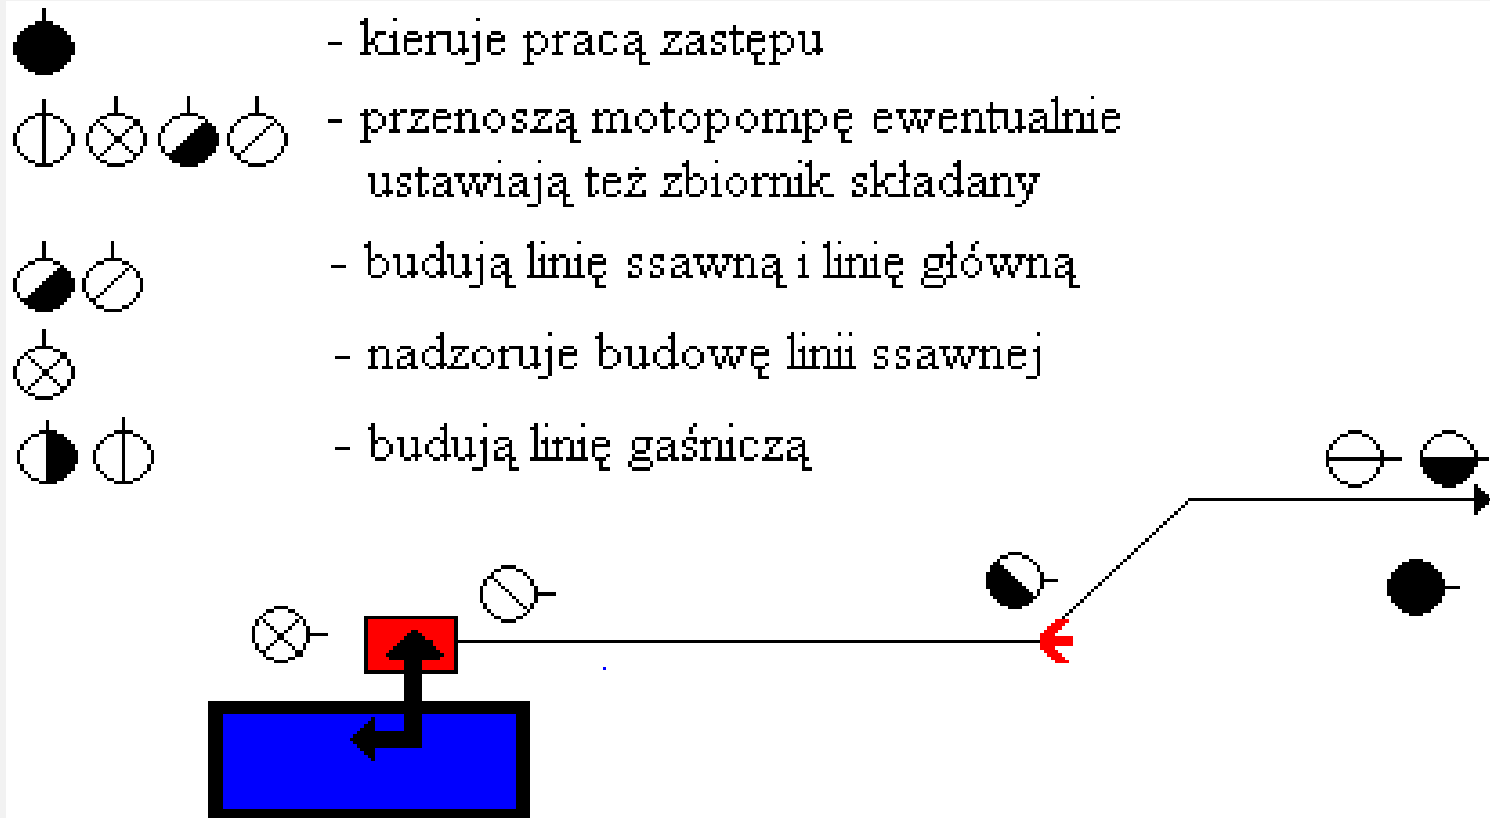 - kieruje pracą zastępu
- przenoszą motopompę ewentualnie
ustawiają też zbiornik składany
- budują linię ssawną i linię główną
- nadzoruje budowę linii ssawnej
- budują linię gaśniczą